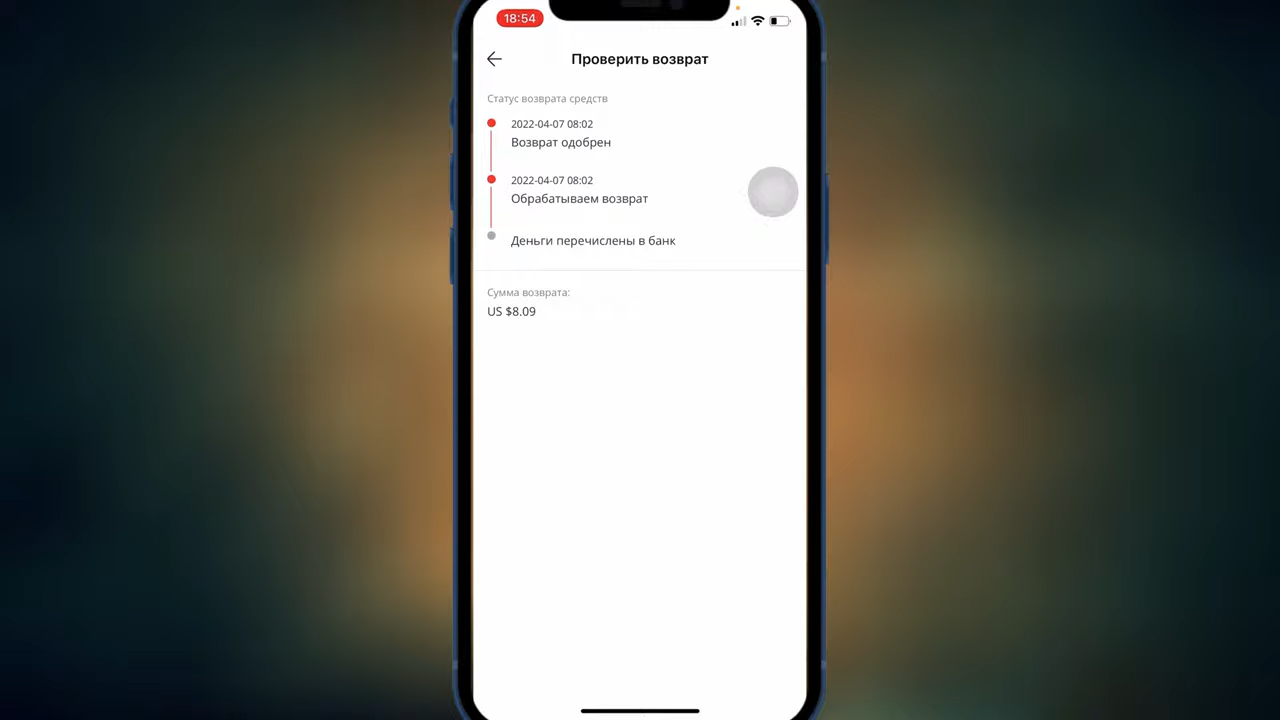 18:54
Проверить возврат
Статус возврата средств
2022-04-07 08:02
Возврат одобрен
2022-04-07 08:02
Обрабатываем возврат
Деньги перечислены в банк
Сумма возврата:
US $8.09